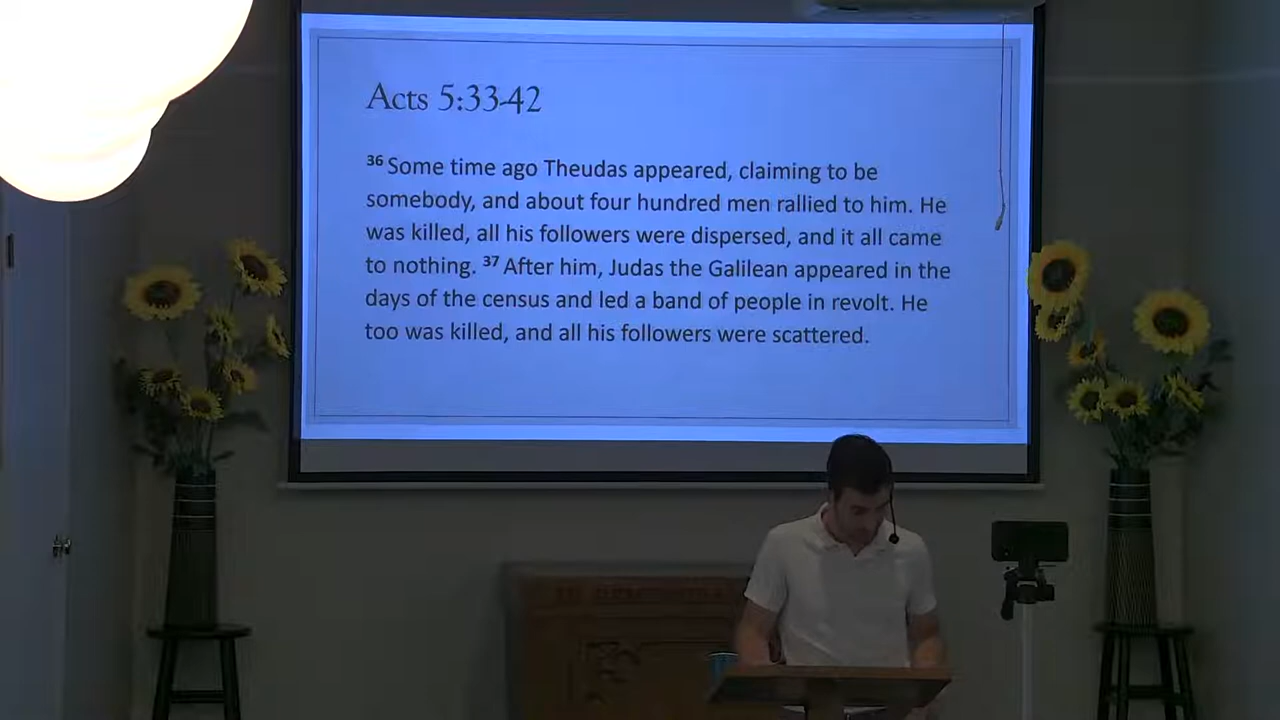 Acts 5:33-42
36 Some time ago Theudas appeared, claiming to be
somebody, and about four hundred men rallied to him. He
was killed, all his followers were dispersed, and it all came
to nothing. 37 After him, Judas the Galilean appeared in the
days of the census and led a band of people in revolt. He
too was killed, and all his followers were scattered.